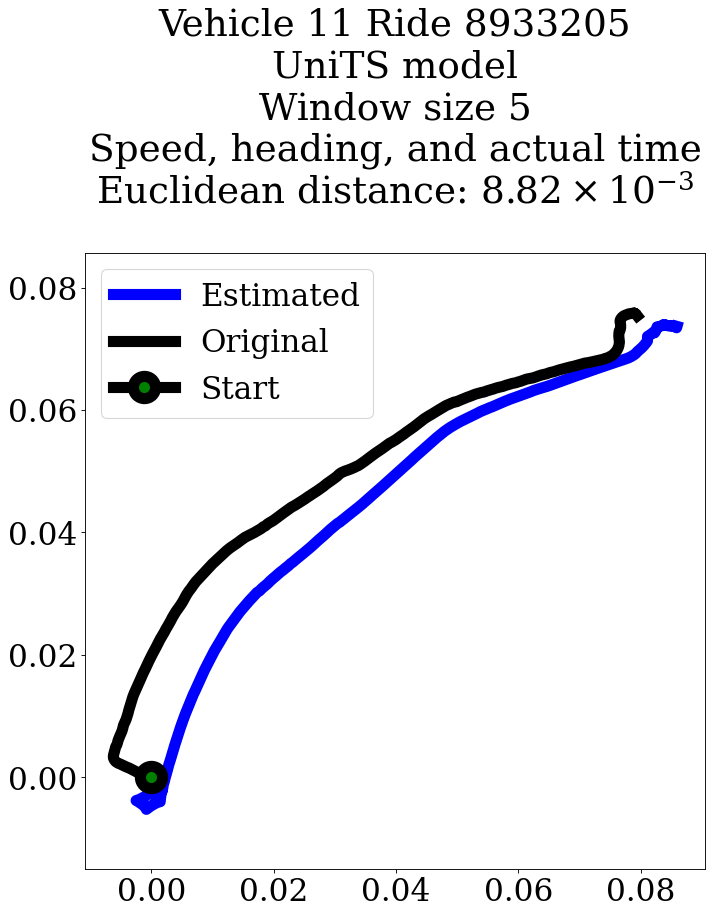 Vehicle 11 Ride 8933205
UniTS model
Window size 5
Speed, heading, and actual time
Euclidean distance: 8.82 × 10⁻³
Estimated
Original
Start
0.08
0.06
0.04
0.02
0.00
0.00 0.02 0.04 0.06 0.08